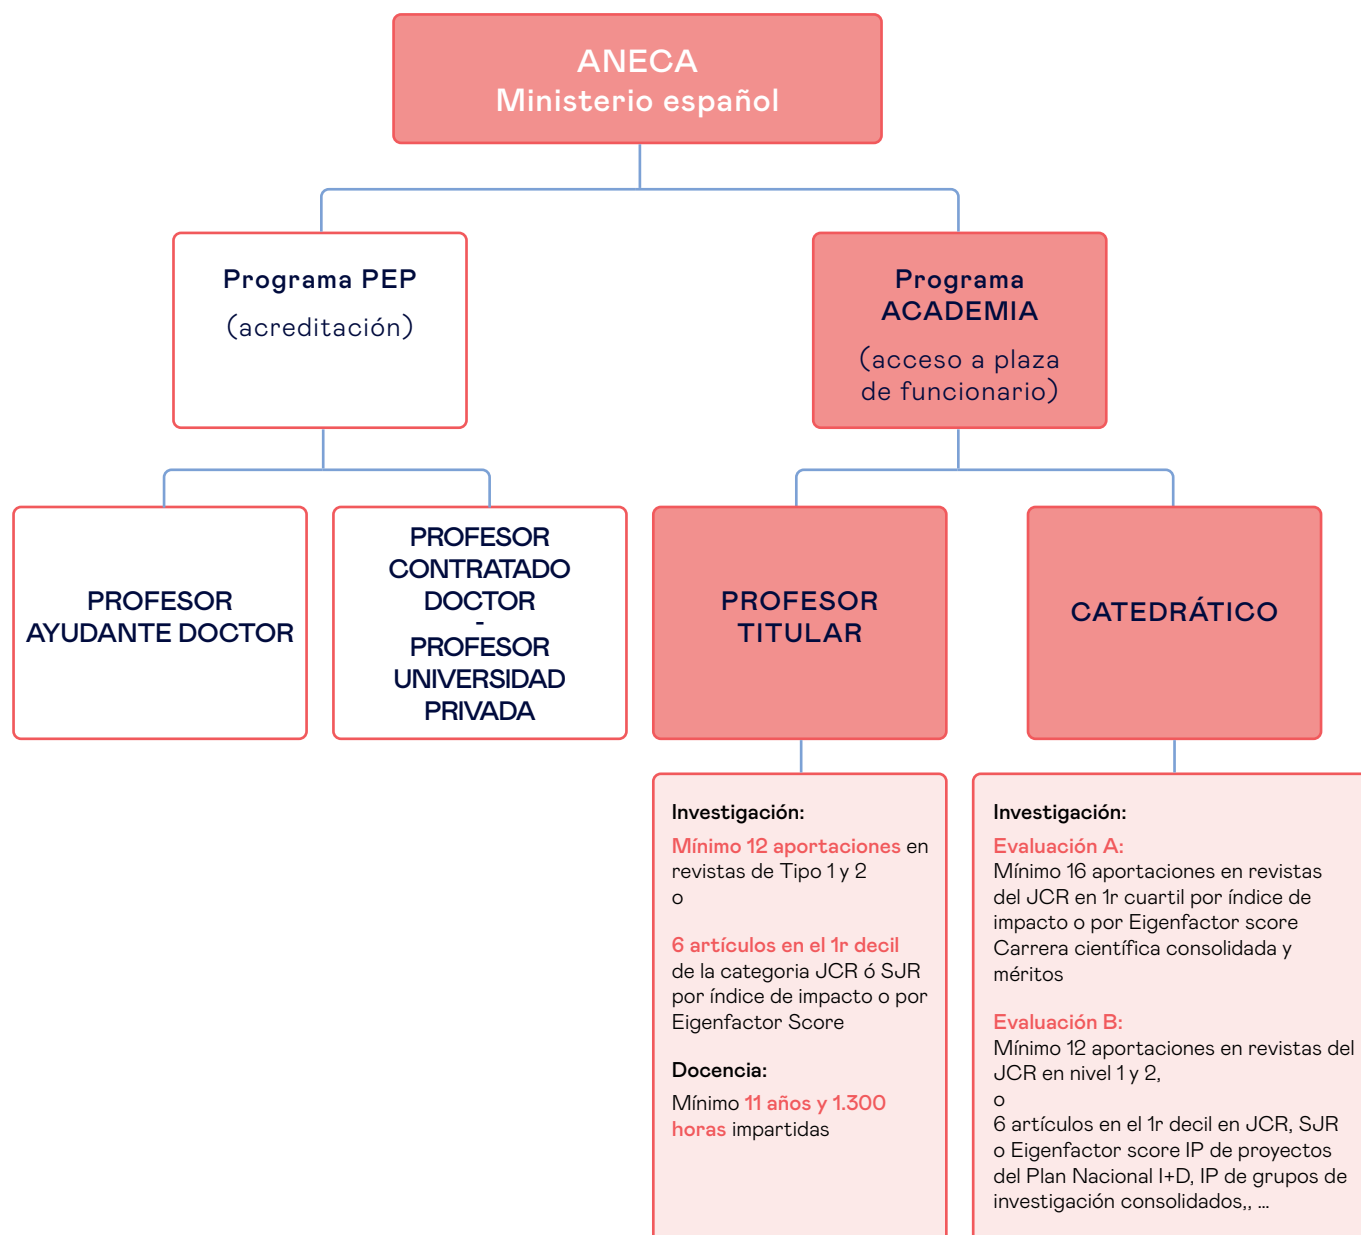 ANECA
Ministerio español
Programa PEP
(acreditación)
Programa
ACADEMIA
(acceso a plaza
de funcionario)
PROFESOR
AYUDANTE DOCTOR
PROFESOR
CONTRATADO
DOCTOR
-
PROFESOR
UNIVERSIDAD
PRIVADA
PROFESOR
TITULAR
CATEDRÁTICO
Investigación:
Mínimo 12 aportaciones en
revistas de Tipo 1 y 2
o
6 artículos en el 1r decil
de la categoria JCR ó SJR
por índice de impacto o por
Eigenfactor Score
Docencia:
Mínimo 11 años y 1.300
horas impartidas
Investigación:
Evaluación A:
Mínimo 16 aportaciones en revistas
del JCR en 1r cuartil por índice de
impacto o por Eigenfactor score
Carrera científica consolidada y
méritos
Evaluación B:
Mínimo 12 aportaciones en revistas del
JCR en nivel 1 y 2,
o
6 artículos en el 1r decil en JCR, SJR
o Eigenfactor score IP de proyectos
del Plan Nacional I+D, IP de grupos de
investigación consolidados,, ...